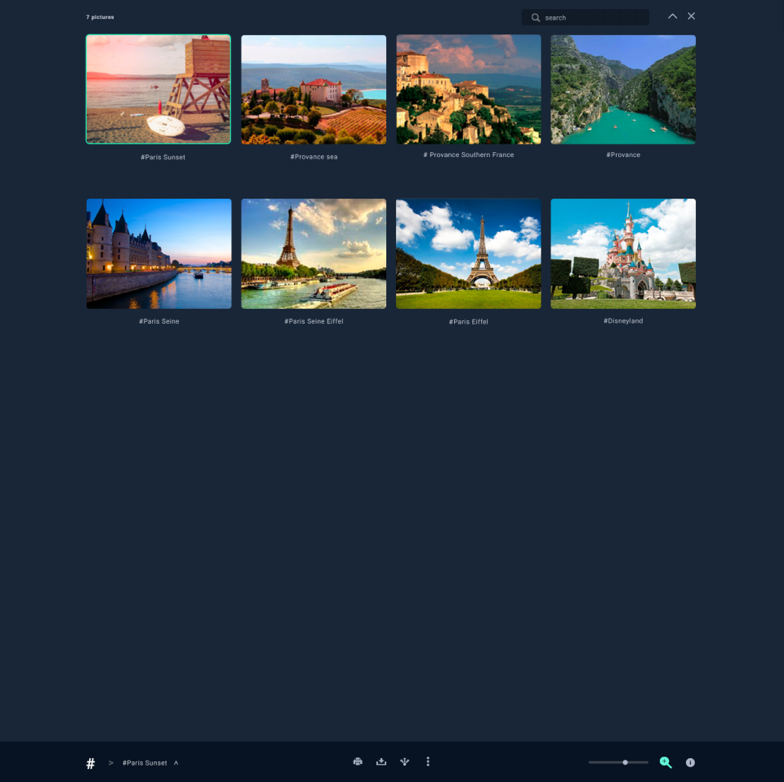 7 pictures
search
#Paris Sunset
#Provance sea
# Provance Southern France
#Provance
#Paris Seine
#Paris Seine Eiffel
#Paris Eiffel
#Disneyland
# > #Paris Sunset ^